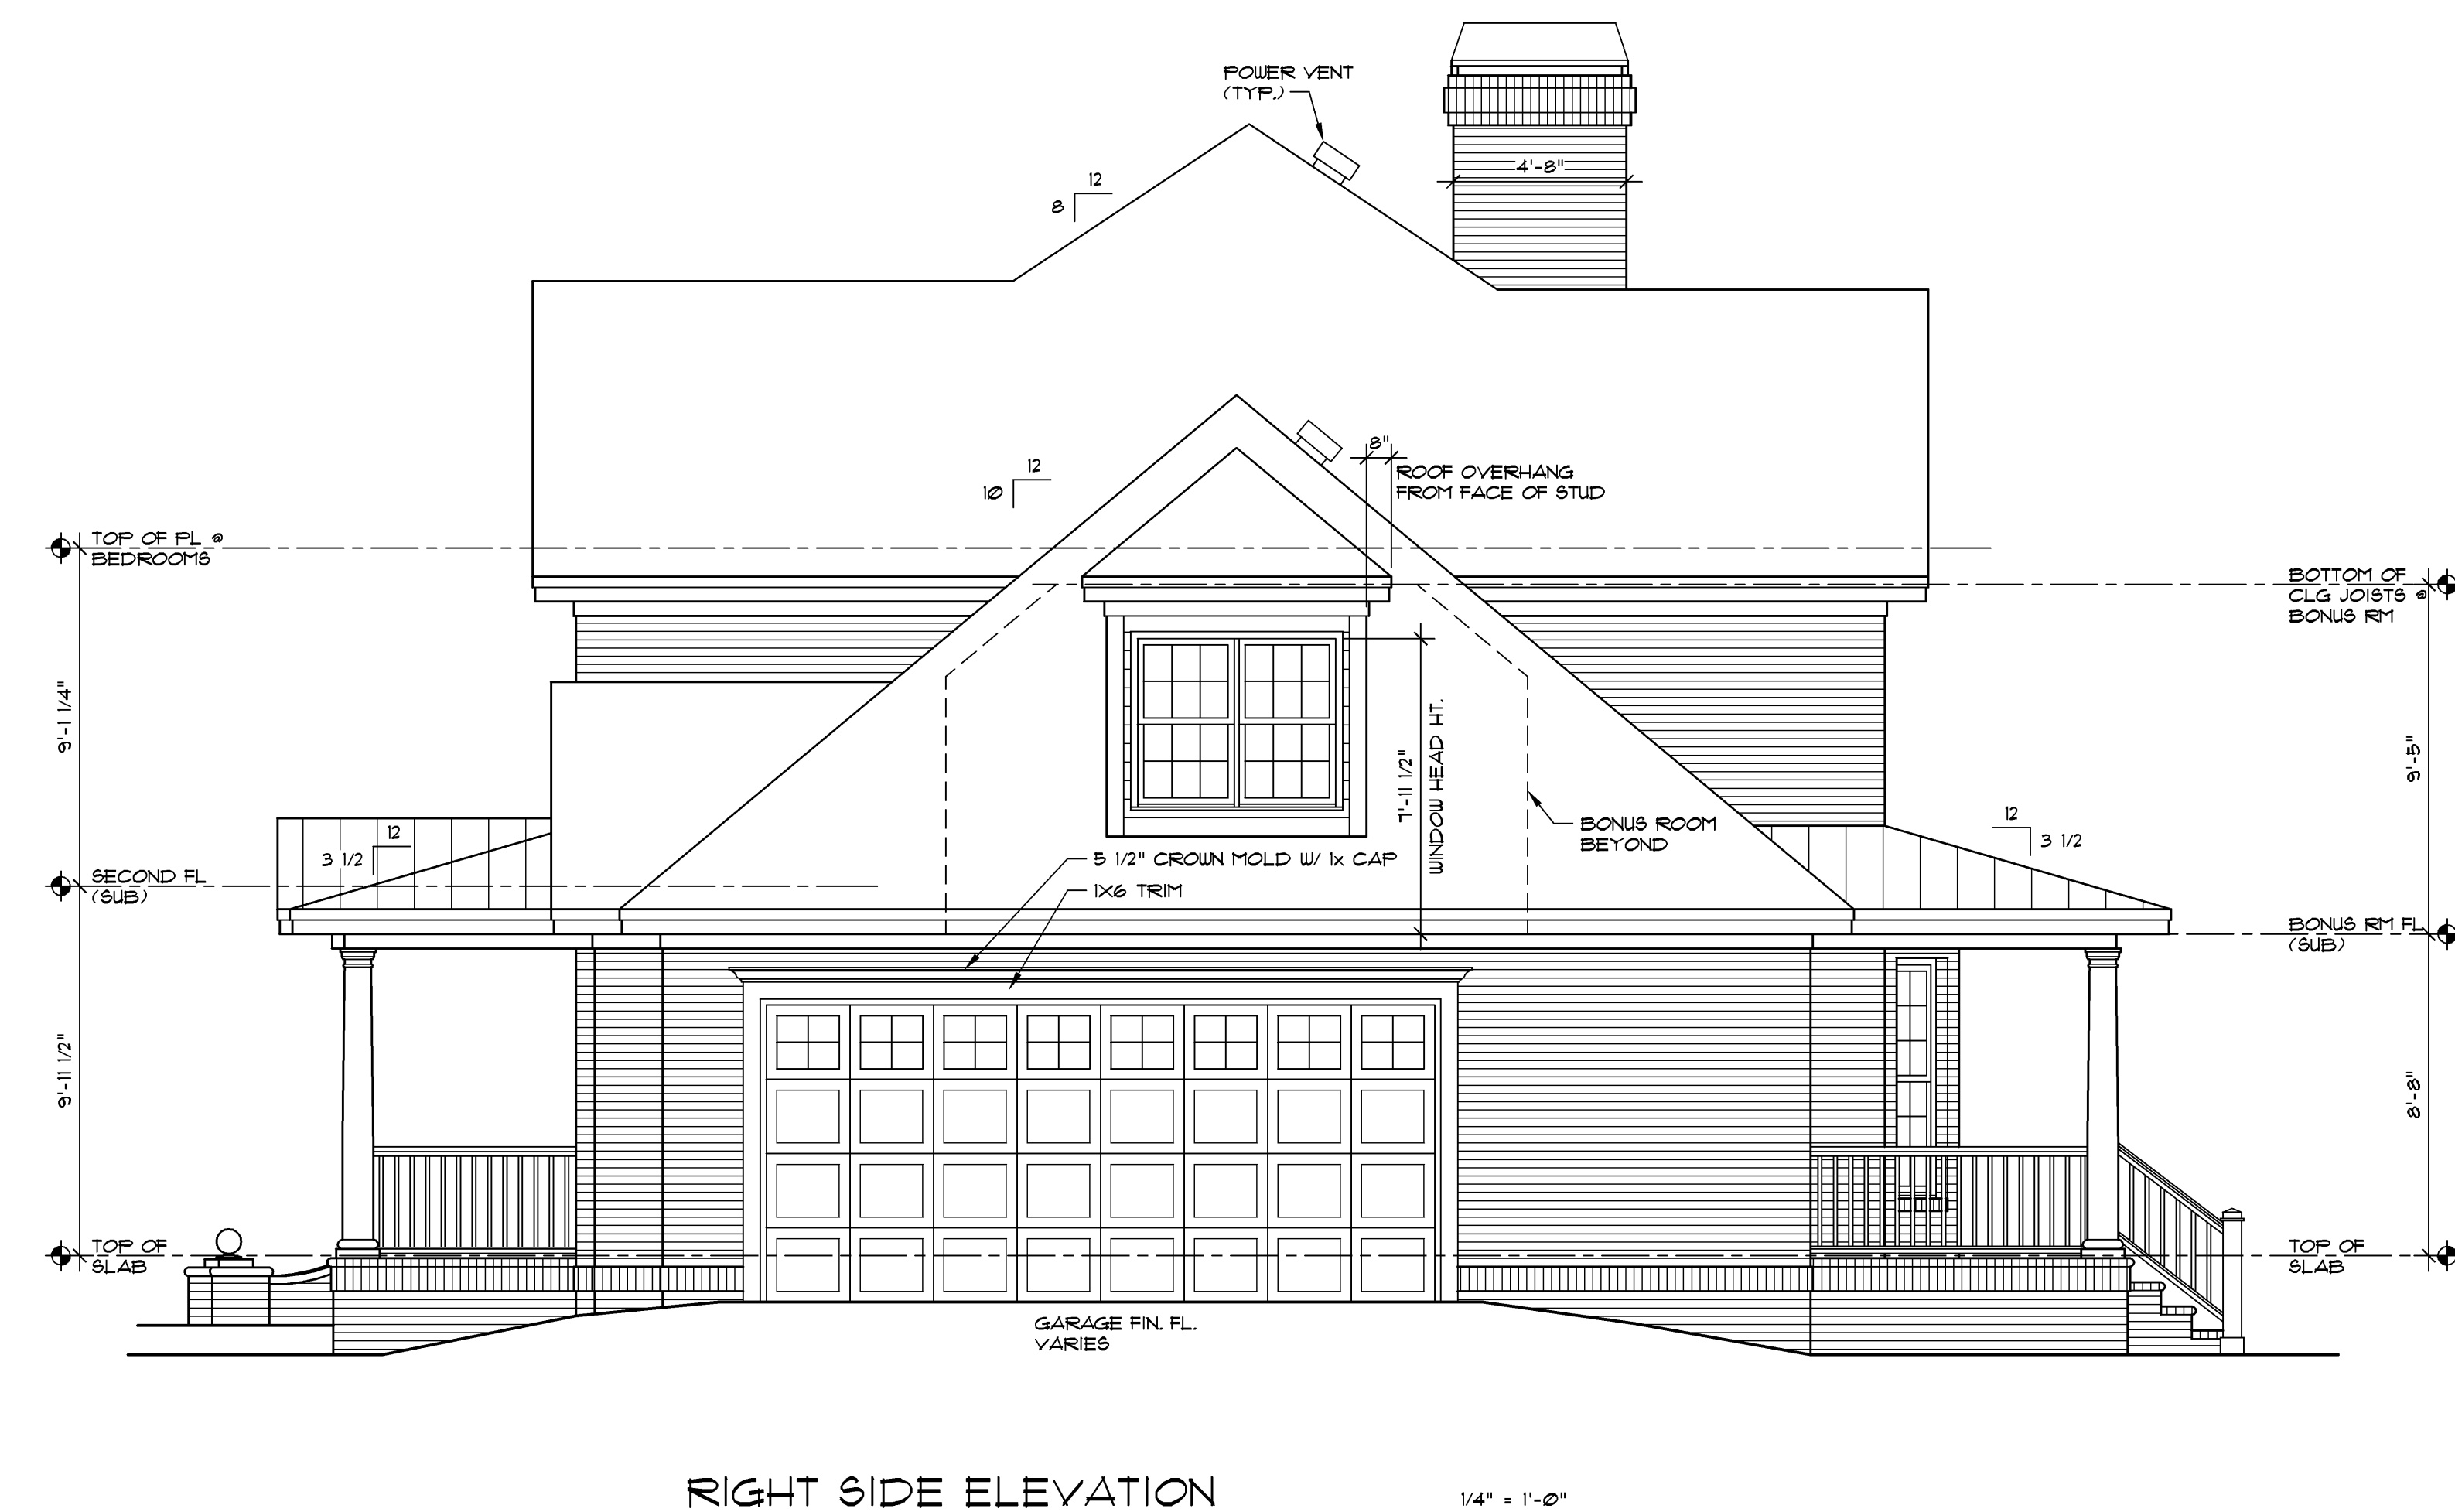 POWER VENT
(TYP.)
4'-8"
12
8
8"
12
10
ROOF OVERHANG
FROM FACE OF STUD
TOP OF PL @
BEDROOMS
BOTTOM OF
CLG JOISTS @
BONUS RM
9'-1 1/4"
7'-11 1/2"
WINDOW HEAD HT.
9'-5"
12
3 1/2
BONUS ROOM
BEYOND
12
3 1/2
5 1/2" CROWN MOLD W/ 1x CAP
SECOND FL
(SUB)
1X6 TRIM
BONUS RM FL
(SUB)
9'-11 1/2"
8'-8"
TOP OF
SLAB
TOP OF
SLAB
GARAGE FIN. FL.
VARIES
RIGHT SIDE ELEVATION
1/4" = 1'-0"